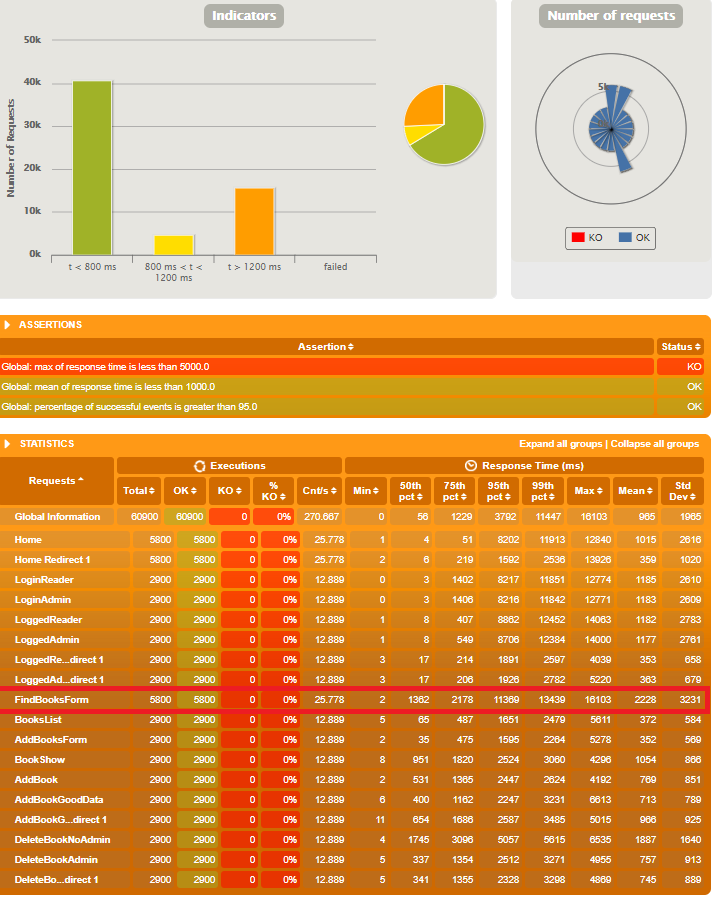 Indicators
Number of Requests
50k
40k
30k
20k
10k
0k
t < 800 ms
800 ms < t <
1200 ms
t > 1200 ms
failed
Number of requests
5k
KO OK
ASSERTIONS
Assertion Status
Global: max of response time is less than 5000.0 KO
Global: mean of response time is less than 1000.0 OK
Global: percentage of successful events is greater than 95.0 OK
STATISTICS Expand all groups | Collapse all groups
Requests Executions Response Time (ms)
Total OK KO % KO Cnt/s Min 50th pct 75th pct 95th pct 99th pct Max Mean Std Dev
Global Information 60900 60900 0 0% 270.667 0 56 1229 3792 11447 16103 965 1965
Home 5800 5800 0 0% 25.778 1 4 51 8202 11913 12840 1015 2616
Home Redirect 1 5800 5800 0 0% 25.778 2 6 219 1592 2536 13926 359 1020
LoginReader 2900 2900 0 0% 12.889 0 3 1402 8217 11851 12774 1185 2610
LoginAdmin 2900 2900 0 0% 12.889 0 3 1406 8216 11842 12771 1183 2609
LoggedReader 2900 2900 0 0% 12.889 1 8 407 8862 12452 14063 1182 2783
LoggedAdmin 2900 2900 0 0% 12.889 1 8 549 8706 12384 14000 1177 2761
LoggedRe...direct 1 2900 2900 0 0% 12.889 3 17 214 1891 2597 4039 353 658
LoggedAd...direct 1 2900 2900 0 0% 12.889 3 17 206 1926 2782 5220 363 679
FindBooksForm 5800 5800 0 0% 25.778 2 1362 2178 11369 13439 16103 2228 3231
BooksList 2900 2900 0 0% 12.889 5 65 487 1651 2479 5611 372 584
AddBooksForm 2900 2900 0 0% 12.889 2 35 475 1595 2264 5278 352 569
BookShow 2900 2900 0 0% 12.889 8 951 1820 2524 3060 4296 1054 866
AddBook 2900 2900 0 0% 12.889 2 531 1365 2447 2624 4192 769 851
AddBookGoodData 2900 2900 0 0% 12.889 6 400 1162 2247 3231 6613 713 789
AddBookG...direct 1 2900 2900 0 0% 12.889 11 654 1686 2587 3485 5015 966 925
DeleteBookNoAdmin 2900 2900 0 0% 12.889 4 1745 3096 5057 5615 6535 1887 1640
DeleteBookAdmin 2900 2900 0 0% 12.889 5 337 1354 2512 3271 4955 757 913
DeleteBo...direct 1 2900 2900 0 0% 12.889 5 341 1355 2328 3298 4869 745 889